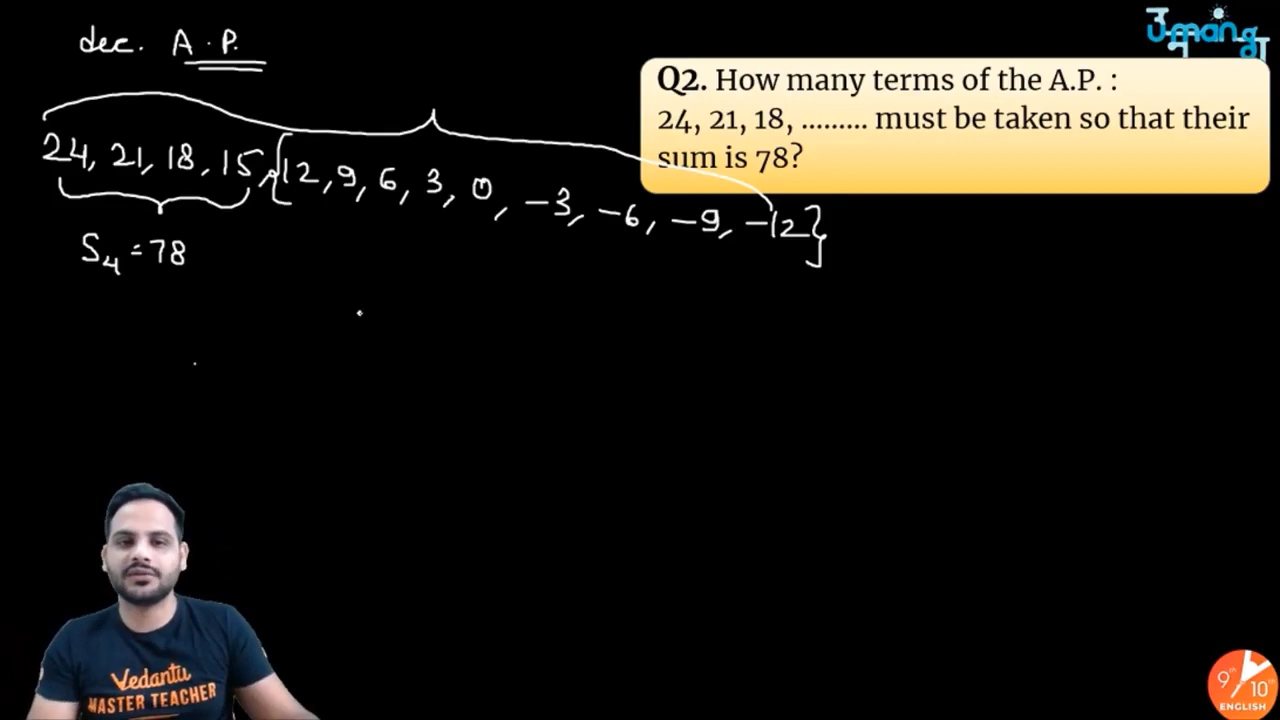 dec. A.P.
उमंग
Umang
Q2. How many terms of the A.P. :
24, 21, 18, ......... must be taken so that their
sum is 78?
24, 21, 18, 15, {12, 9, 6, 3, 0, -3, -6, -9, -12}
S4 = 78
Vedantu
MASTER TEACHER
9th 10th
ENGLISH